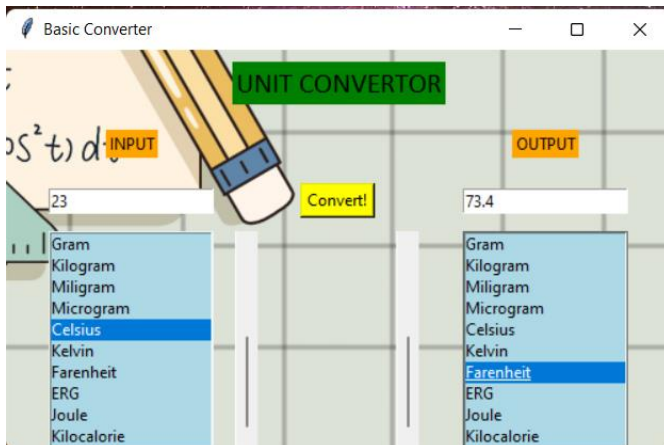 Basic Converter
UNIT CONVERTOR
INPUT
OUTPUT
23
Convert!
73.4
Gram
Kilogram
Miligram
Microgram
Celsius
Kelvin
Farenheit
ERG
Joule
Kilocalorie
Gram
Kilogram
Miligram
Microgram
Celsius
Kelvin
Farenheit
ERG
Joule
Kilocalorie